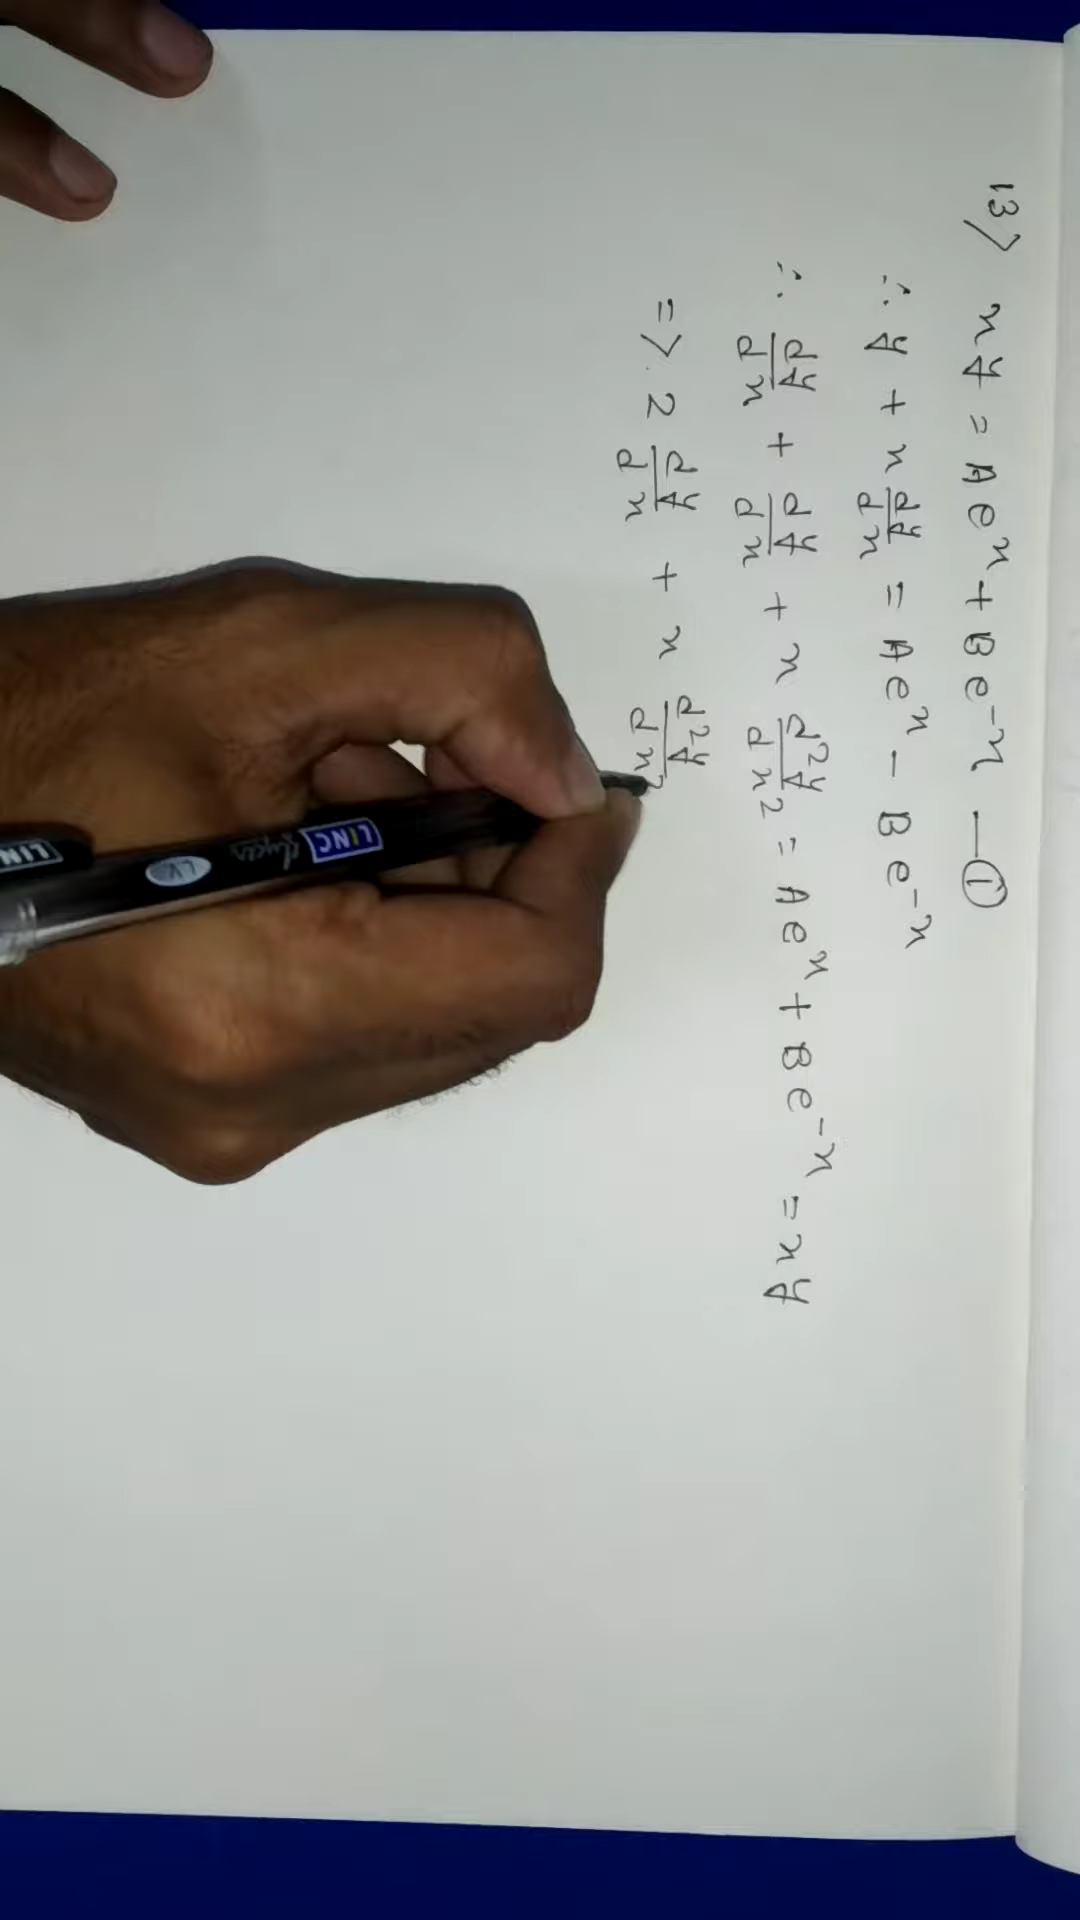 13) xy = Ae^x + Be^-x — ①
∴ y + x dy/dx = Ae^x - Be^-x
∴ dy/dx + dy/dx + x d²y/dx² = Ae^x + Be^-x = xy
=> 2 dy/dx + x d²y/dx²
LINC
LIN